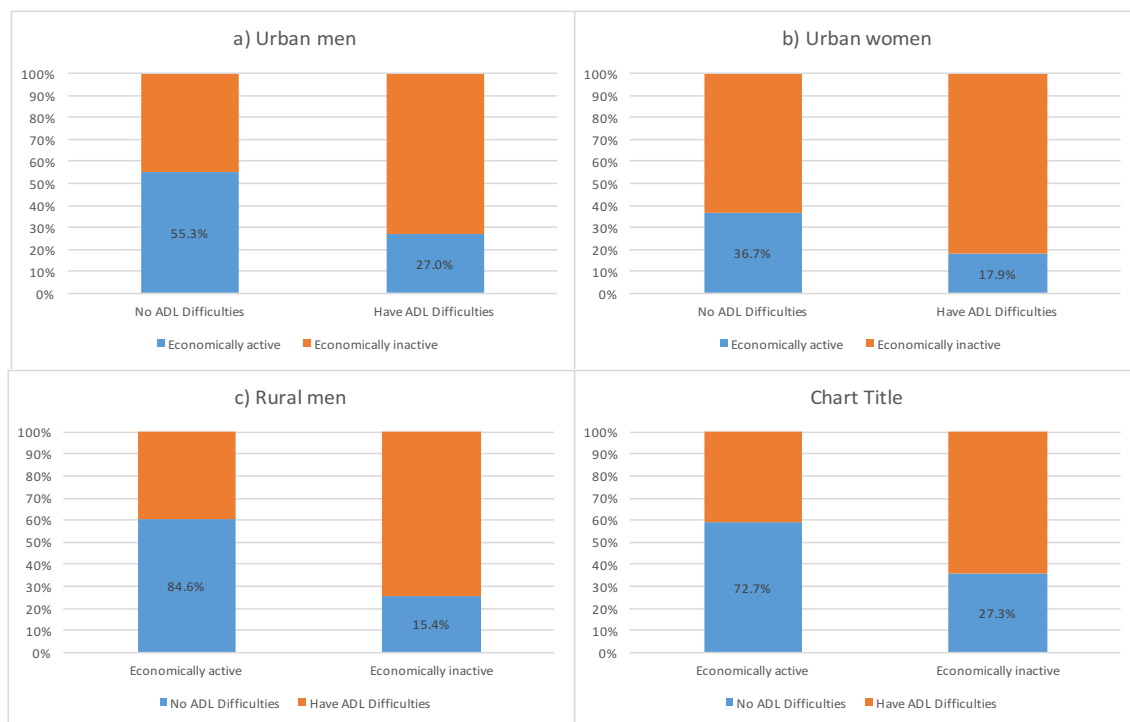 a) Urban men
100%
90%
80%
70%
60%
50%
40%
30%
20%
10%
0%
55.3%
27.0%
No ADL Difficulties
Have ADL Difficulties
Economically active
Economically inactive
b) Urban women
100%
90%
80%
70%
60%
50%
40%
30%
20%
10%
0%
36.7%
17.9%
No ADL Difficulties
Have ADL Difficulties
Economically active
Economically inactive
c) Rural men
100%
90%
80%
70%
60%
50%
40%
30%
20%
10%
0%
84.6%
15.4%
Economically active
Economically inactive
No ADL Difficulties
Have ADL Difficulties
Chart Title
100%
90%
80%
70%
60%
50%
40%
30%
20%
10%
0%
72.7%
27.3%
Economically active
Economically inactive
No ADL Difficulties
Have ADL Difficulties